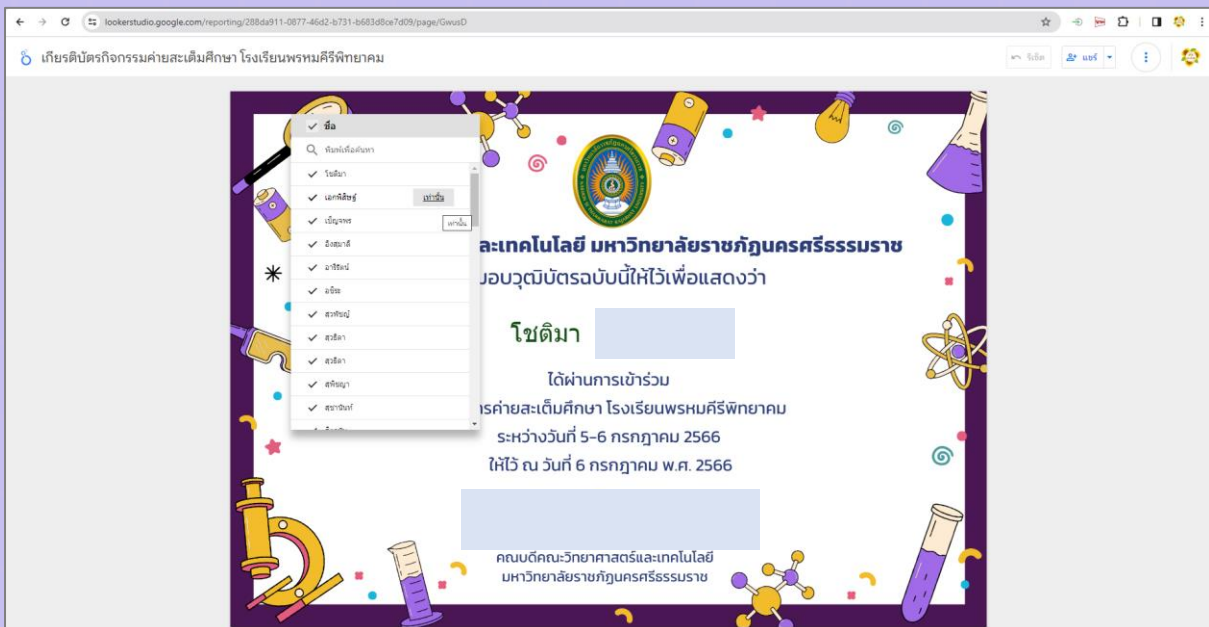 lookerstudio.google.com/reporting/288da911-0877-46d2-b731-b683d8ce7d09/page/GwusD
เกียรติบัตรกิจกรรมค่ายสะเต็มศึกษา โรงเรียนพรหมคีรีพิทยาคม
รีเซ็ต
แชร์
ชื่อ
พิมพ์เพื่อค้นหา
โชติมา
เอกพิสิษฐ์ เท่านั้น
เบ็ญจพร
เท่านั้น
อิงสุมาลี
อาริรัตน์
อชิระ
สุวพิชญ์
สุวธิดา
สุวธิดา
สุพิชญา
สุชานันท์
ละเทคโนโลยี มหาวิทยาลัยราชภัฏนครศรีธรรมราช
มอบวุฒิบัตรฉบับนี้ให้ไว้เพื่อแสดงว่า
โชติมา
ได้ผ่านการเข้าร่วม
ารค่ายสะเต็มศึกษา โรงเรียนพรหมคีรีพิทยาคม
ระหว่างวันที่ 5-6 กรกฎาคม 2566
ให้ไว้ ณ วันที่ 6 กรกฎาคม พ.ศ. 2566
คณบดีคณะวิทยาศาสตร์และเทคโนโลยี
มหาวิทยาลัยราชภัฏนครศรีธรรมราช